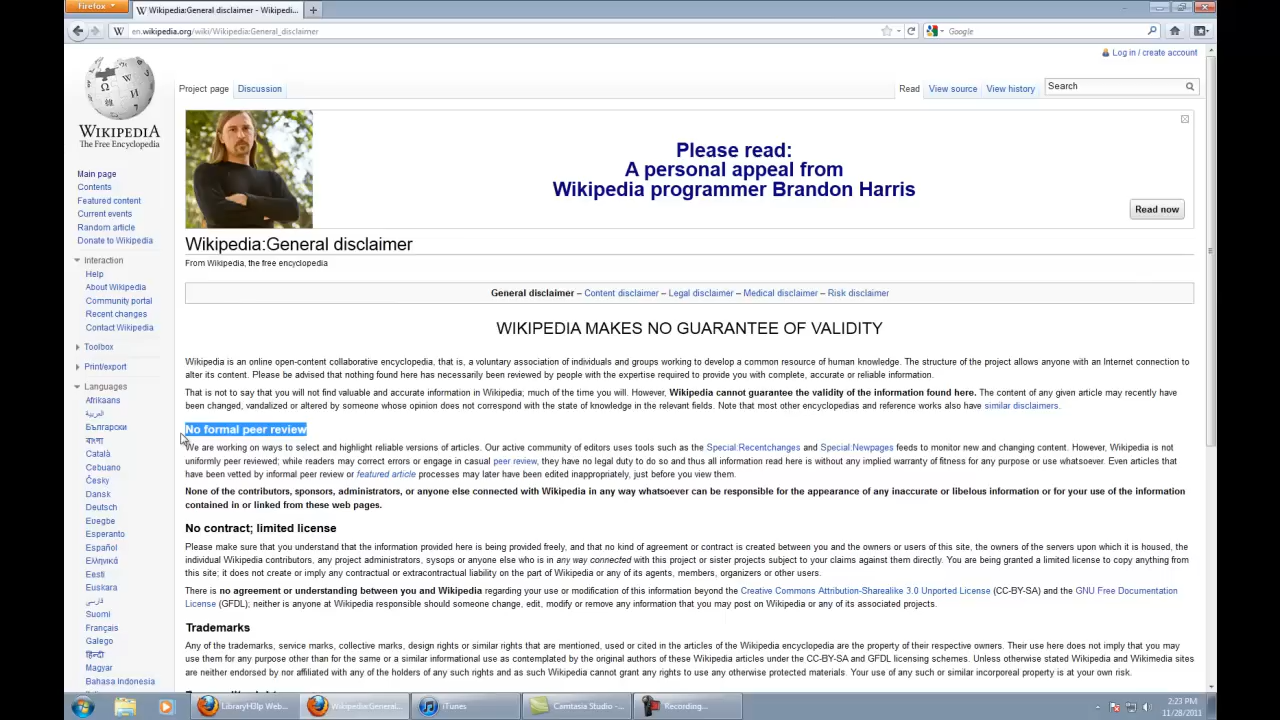 Firefox
Wikipedia:General disclaimer - Wikipedi...
en.wikipedia.org/wiki/Wikipedia:General_disclaimer
Google
Log in / create account
Project page Discussion
Read View source View history
Search
WIKIPEDIA
The Free Encyclopedia
Main page
Contents
Featured content
Current events
Random article
Donate to Wikipedia
Interaction
Help
About Wikipedia
Community portal
Recent changes
Contact Wikipedia
Toolbox
Print/export
Languages
Afrikaans
العربية
Български
বাংলা
Català
Cebuano
Česky
Dansk
Deutsch
Eʋegbe
Esperanto
Español
Ελληνικά
Eesti
Euskara
فارسی
Suomi
Français
Galego
हिन्दी
Magyar
Bahasa Indonesia
Please read:
A personal appeal from
Wikipedia programmer Brandon Harris
Read now
Wikipedia:General disclaimer
From Wikipedia, the free encyclopedia
General disclaimer – Content disclaimer – Legal disclaimer – Medical disclaimer – Risk disclaimer
WIKIPEDIA MAKES NO GUARANTEE OF VALIDITY
Wikipedia is an online open-content collaborative encyclopedia, that is, a voluntary association of individuals and groups working to develop a common resource of human knowledge. The structure of the project allows anyone with an Internet connection to
alter its content. Please be advised that nothing found here has necessarily been reviewed by people with the expertise required to provide you with complete, accurate or reliable information.
That is not to say that you will not find valuable and accurate information in Wikipedia; much of the time you will. However, Wikipedia cannot guarantee the validity of the information found here. The content of any given article may recently have
been changed, vandalized or altered by someone whose opinion does not correspond with the state of knowledge in the relevant fields. Note that most other encyclopedias and reference works also have similar disclaimers.
No formal peer review
We are working on ways to select and highlight reliable versions of articles. Our active community of editors uses tools such as the Special:Recentchanges and Special:Newpages feeds to monitor new and changing content. However, Wikipedia is not
uniformly peer reviewed; while readers may correct errors or engage in casual peer review, they have no legal duty to do so and thus all information read here is without any implied warranty of fitness for any purpose or use whatsoever. Even articles that
have been vetted by informal peer review or featured article processes may later have been edited inappropriately, just before you view them.
None of the contributors, sponsors, administrators, or anyone else connected with Wikipedia in any way whatsoever can be responsible for the appearance of any inaccurate or libelous information or for your use of the information
contained in or linked from these web pages.
No contract; limited license
Please make sure that you understand that the information provided here is being provided freely, and that no kind of agreement or contract is created between you and the owners or users of this site, the owners of the servers upon which it is housed, the
individual Wikipedia contributors, any project administrators, sysops or anyone else who is in any way connected with this project or sister projects subject to your claims against them directly. You are being granted a limited license to copy anything from
this site; it does not create or imply any contractual or extracontractual liability on the part of Wikipedia or any of its agents, members, organizers or other users.
There is no agreement or understanding between you and Wikipedia regarding your use or modification of this information beyond the Creative Commons Attribution-Sharealike 3.0 Unported License (CC-BY-SA) and the GNU Free Documentation
License (GFDL); neither is anyone at Wikipedia responsible should someone change, edit, modify or remove any information that you may post on Wikipedia or any of its associated projects.
Trademarks
Any of the trademarks, service marks, collective marks, design rights or similar rights that are mentioned, used or cited in the articles of the Wikipedia encyclopedia are the property of their respective owners. Their use here does not imply that you may
use them for any purpose other than for the same or a similar informational use as contemplated by the original authors of these Wikipedia articles under the CC-BY-SA and GFDL licensing schemes. Unless otherwise stated Wikipedia and Wikimedia sites
are neither endorsed by nor affiliated with any of the holders of any such rights and as such Wikipedia cannot grant any rights to use any otherwise protected materials. Your use of any such or similar incorporeal property is at your own risk.
LibraryH3lp Web... Wikipedia:General... iTunes Camtasia Studio -... Recording...
2:23 PM
11/28/2011